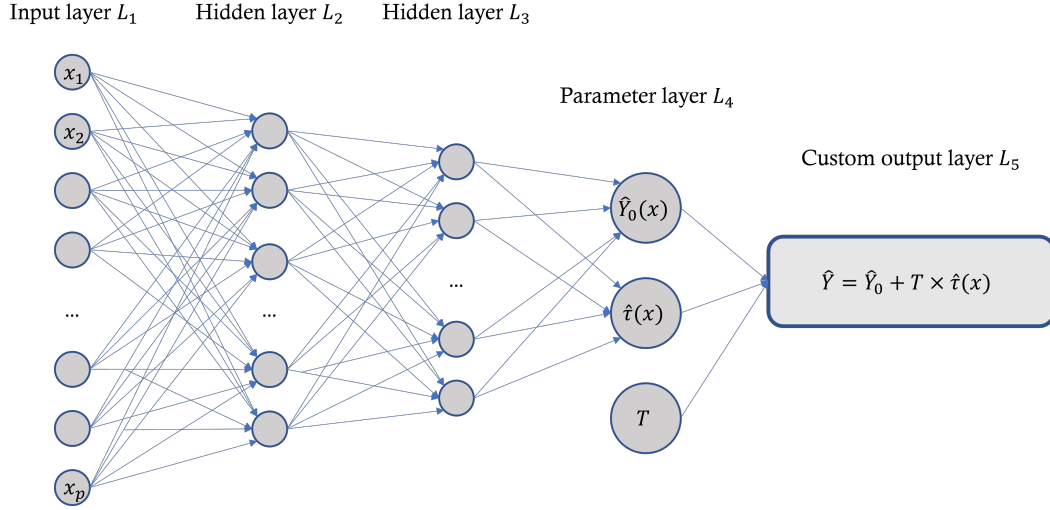 Input layer L₁
Hidden layer L₂
Hidden layer L₃
Parameter layer L₄
Custom output layer L₅
x₁
x₂
...
xₚ
...
...
Ŷ₀(x)
τ̂(x)
T
Ŷ = Ŷ₀ + T × τ̂(x)